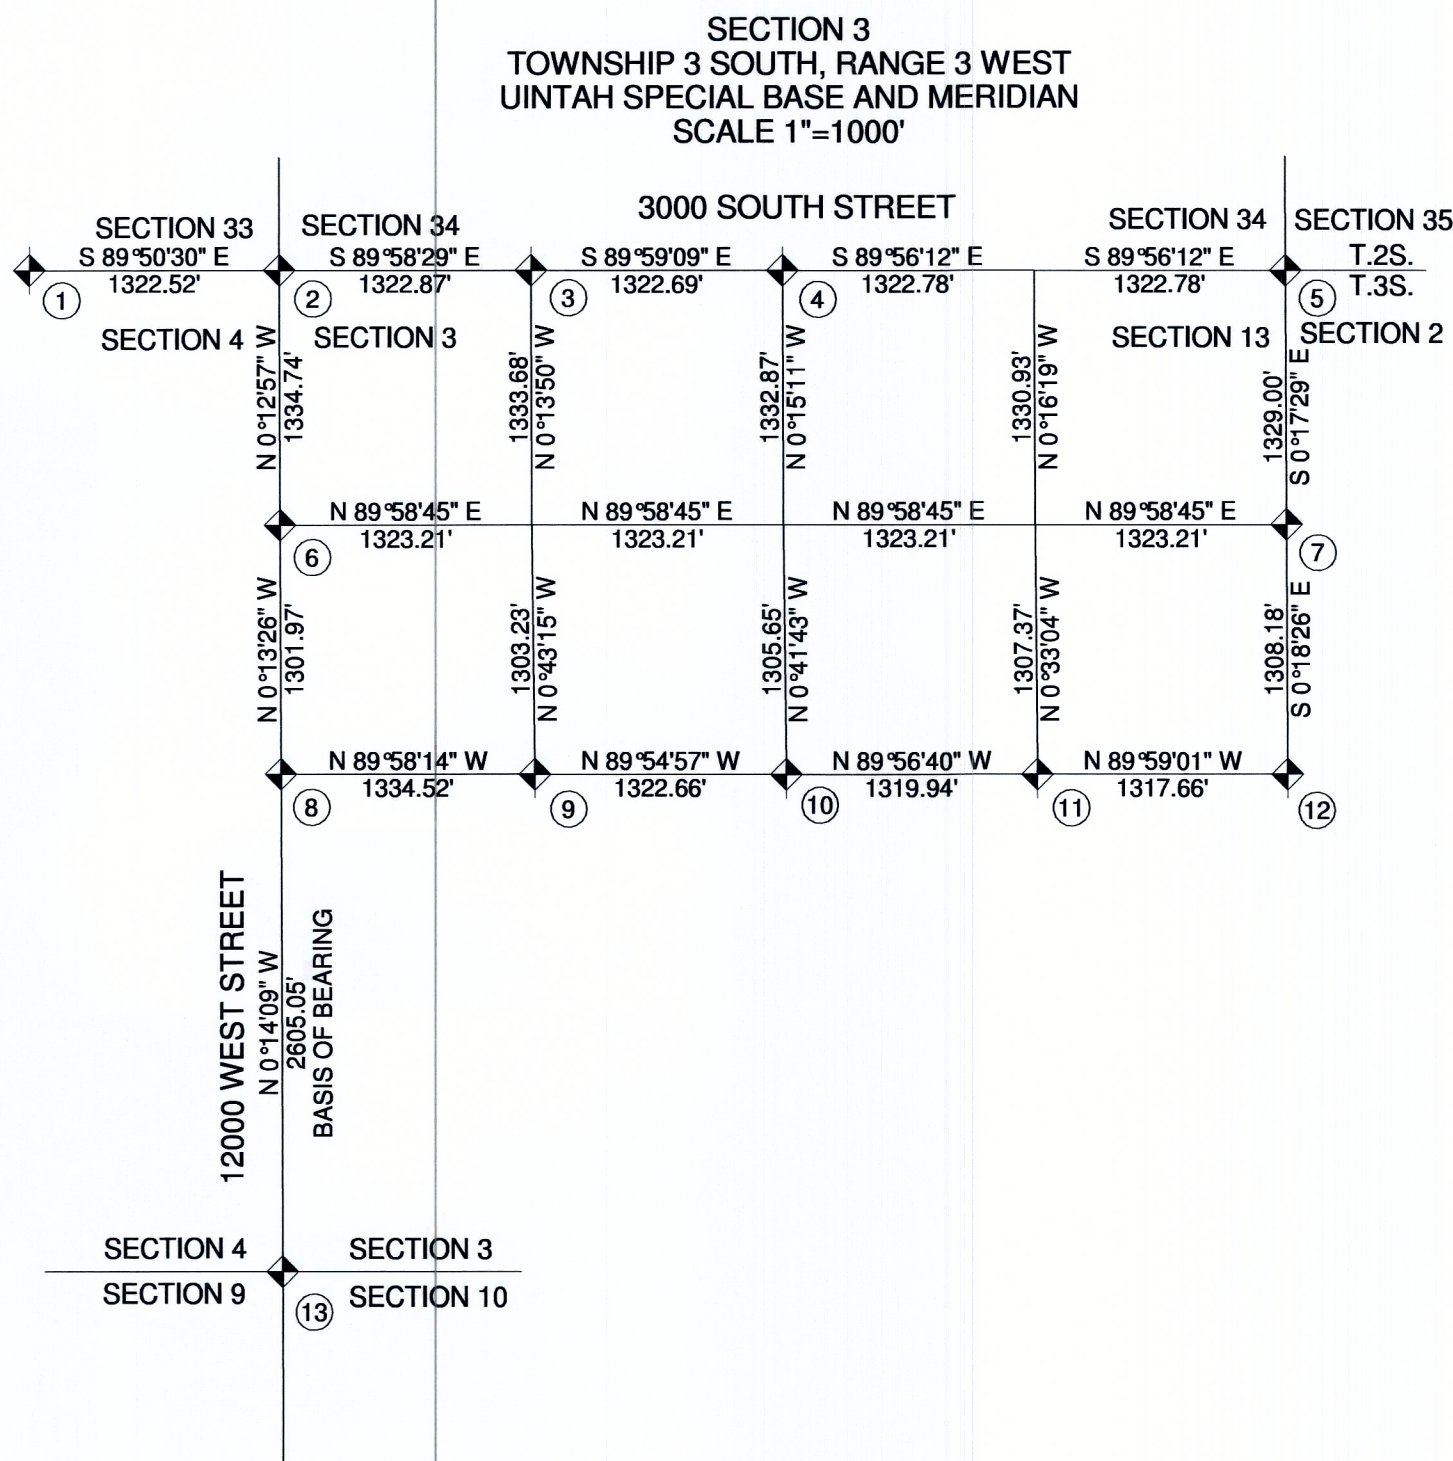 SECTION 3
TOWNSHIP 3 SOUTH, RANGE 3 WEST
UINTAH SPECIAL BASE AND MERIDIAN
SCALE 1"=1000'
3000 SOUTH STREET
SECTION 33
SECTION 34
SECTION 34
SECTION 35
S 89°50'30" E
1322.52'
S 89°58'29" E
1322.87'
S 89°59'09" E
1322.69'
S 89°56'12" E
1322.78'
S 89°56'12" E
1322.78'
T.2S.
T.3S.
1
2
3
4
5
SECTION 4
SECTION 3
SECTION 13
SECTION 2
N 0°12'57" W
1334.74'
1333.68'
N 0°13'50" W
1332.87'
N 0°15'11" W
1330.93'
N 0°16'19" W
1329.00'
S 0°17'29" E
N 89°58'45" E
1323.21'
N 89°58'45" E
1323.21'
N 89°58'45" E
1323.21'
N 89°58'45" E
1323.21'
6
7
N 0°13'26" W
1301.97'
1303.23'
N 0°43'15" W
1305.65'
N 0°41'43" W
1307.37'
N 0°33'04" W
1308.18'
S 0°18'26" E
N 89°58'14" W
1334.52'
N 89°54'57" W
1322.66'
N 89°56'40" W
1319.94'
N 89°59'01" W
1317.66'
8
9
10
11
12
12000 WEST STREET
N 0°14'09" W
2605.05'
BASIS OF BEARING
SECTION 4
SECTION 3
SECTION 9
SECTION 10
13